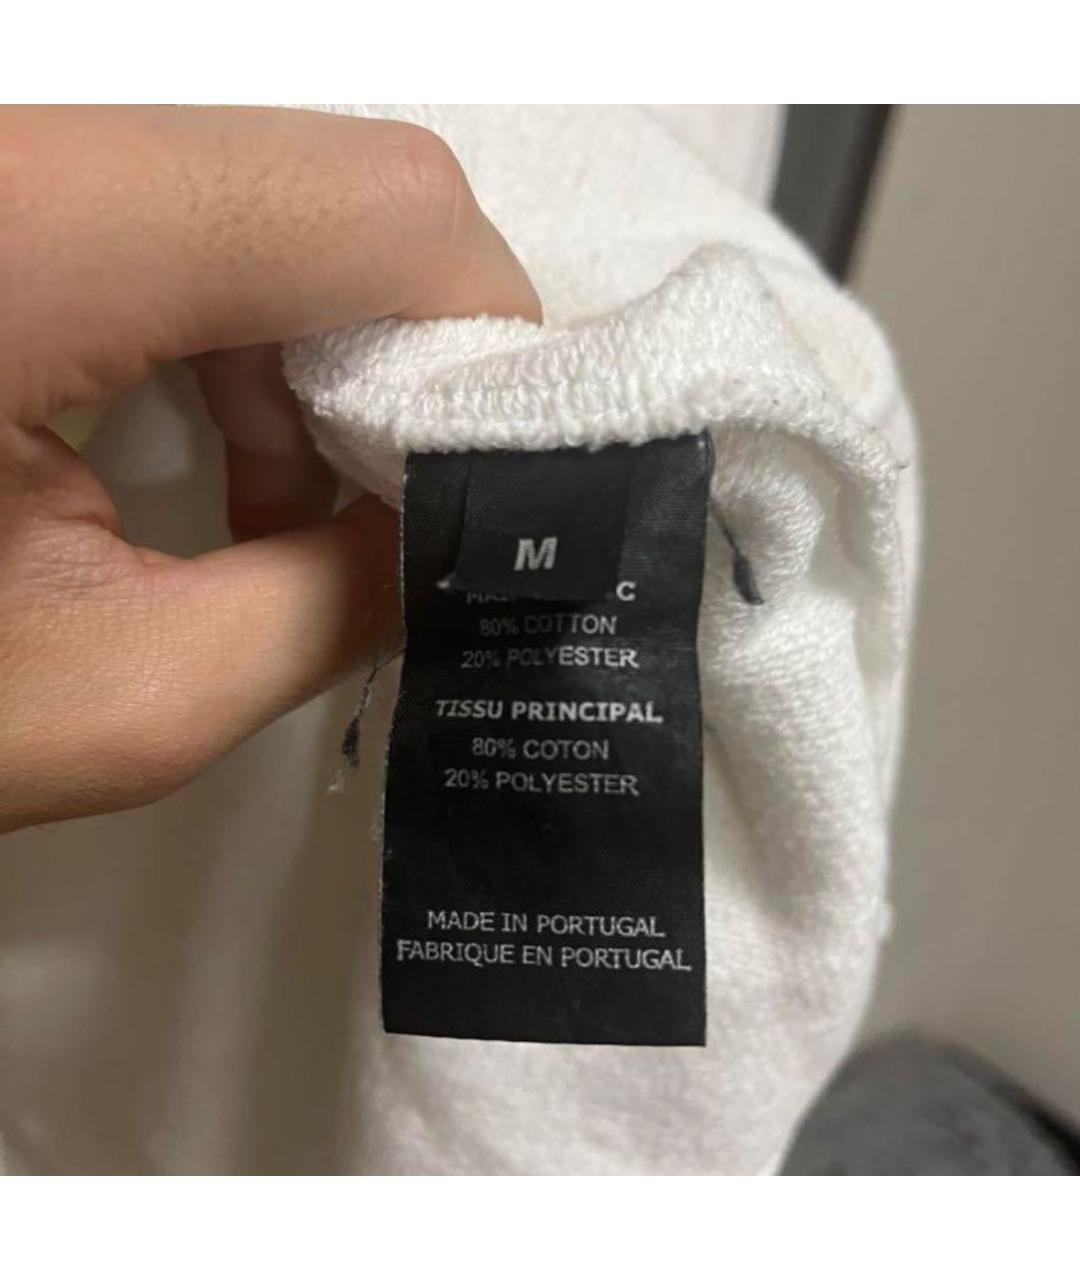 M
C
80% COTTON
20% POLYESTER
TISSU PRINCIPAL
80% COTON
20% POLYESTER
MADE IN PORTUGAL
FABRIQUE EN PORTUGAL